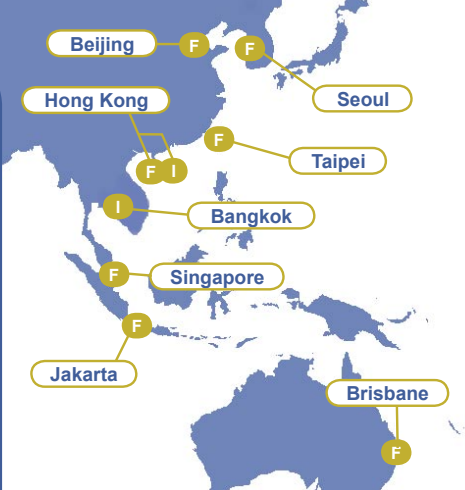 Beijing
F
F
Seoul
Hong Kong
F
Taipei
F
I
I
Bangkok
F
Singapore
F
Jakarta
Brisbane
F